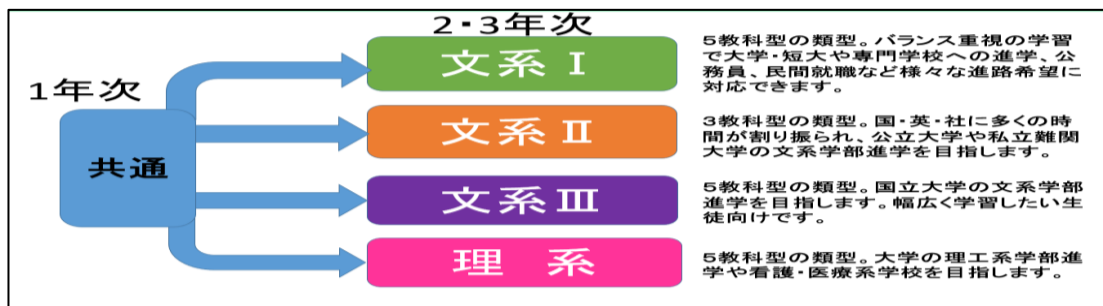 2・3年次
1年次
共通
文系Ⅰ
5教科型の類型。バランス重視の学習
で大学・短大や専門学校への進学、公
務員、民間就職など様々な進路希望に
対応できます。
文系Ⅱ
3教科型の類型。国・英・社に多くの時
間が割り振られ、公立大学や私立難関
大学の文系学部進学を目指します。
文系Ⅲ
5教科型の類型。国立大学の文系学部
進学を目指します。幅広く学習したい生
徒向けです。
理 系
5教科型の類型。大学の理工系学部進
学や看護・医療系学校を目指します。